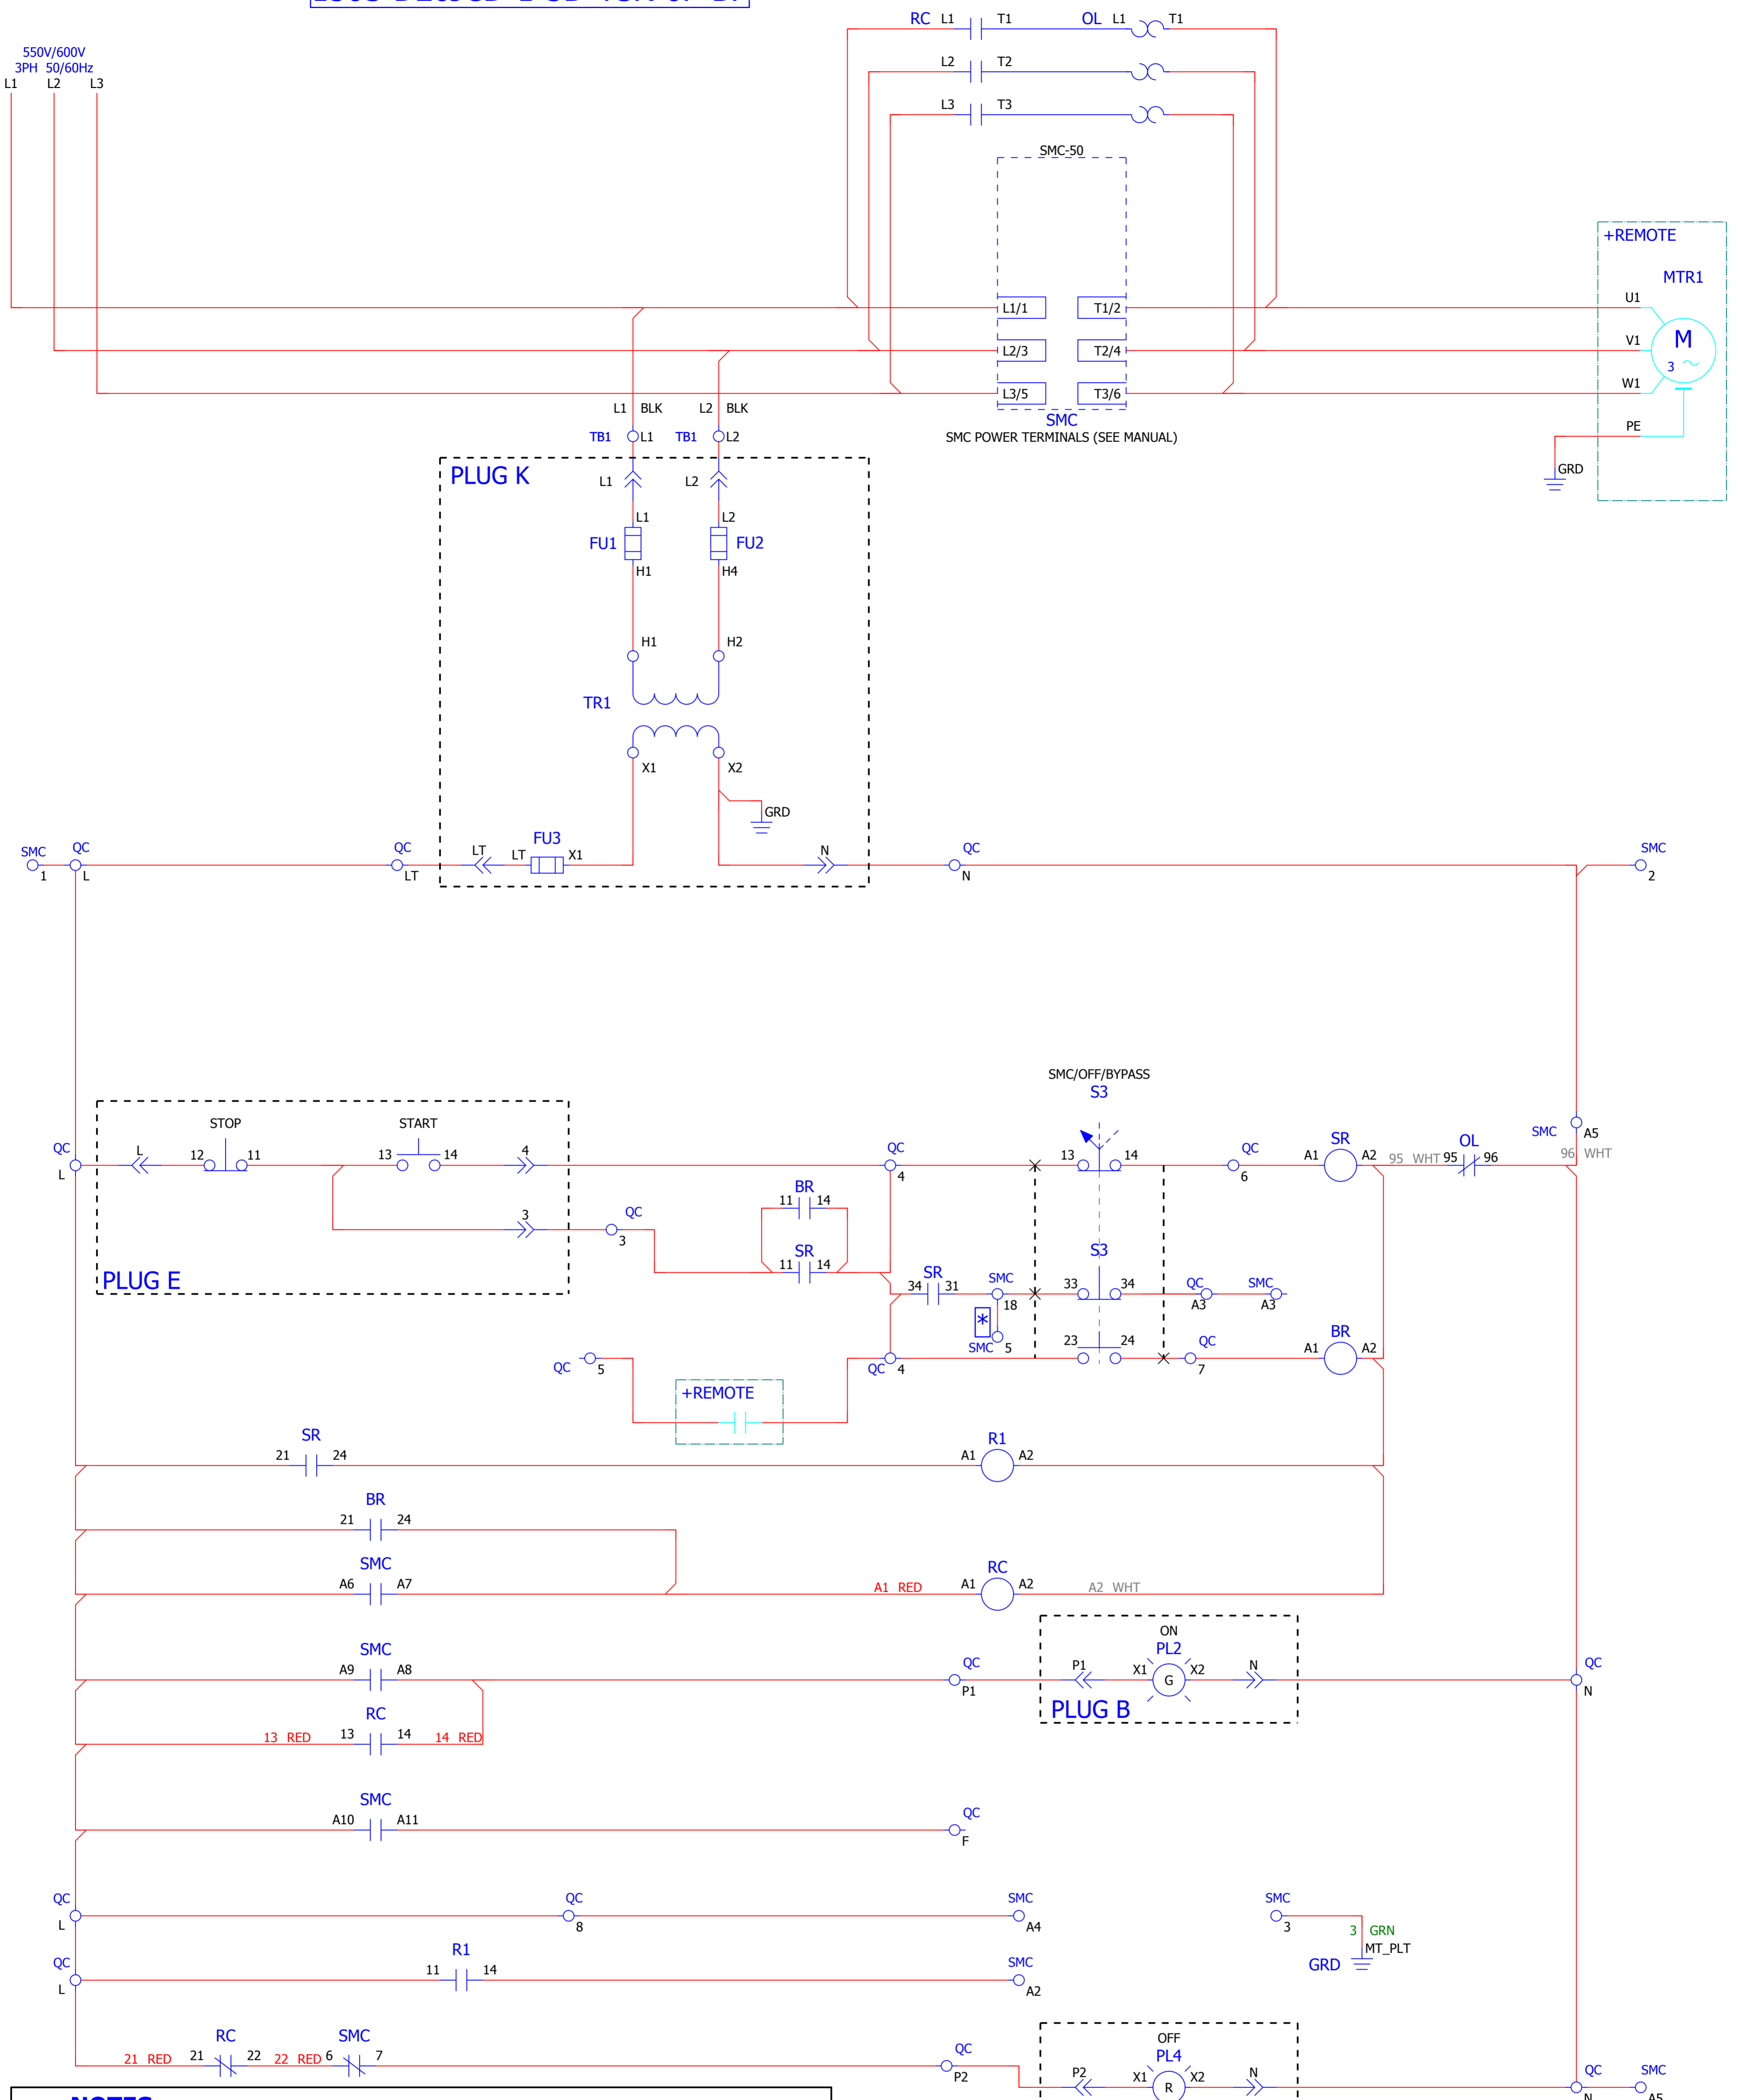 RC L1 T1 OL L1 T1
550V/600V
3PH 50/60Hz
L1 L2 L3
L2 T2
L3 T3
SMC-50
+REMOTE
MTR1
L1/1 T1/2 U1
L2/3 T2/4 V1 M
3
L3/5 T3/6 W1
SMC
SMC POWER TERMINALS (SEE MANUAL)
PE
GRD
L1 BLK L2 BLK
TB1 L1 TB1 L2
PLUG K
L1 L2
L1 L2
FU1 FU2
H1 H4
H1 H2
TR1
X1 X2
GRD
SMC QC QC LT LT FU3 X1 N QC SMC
1 L LT N 2
SMC/OFF/BYPASS
S3
STOP START
QC L 12 11 13 14 4 QC 13 14 QC A1 SR A2 95 WHT 95 OL 96 SMC A5
96 WHT
L 4 6
BR
11 14
3 QC
3
SR
11 14
S3
PLUG E
SR
34 31 SMC 33 34 QC SMC
18 A3 A3
*
SMC 5
23 24 QC A1 BR A2
QC 5 QC 4 7
+REMOTE
SR R1
21 24 A1 A2
BR
21 24
SMC RC
A6 A7 A1 RED A1 A2 A2 WHT
ON
SMC QC PL2 QC
A9 A8 P1 P1 X1 G X2 N N
PLUG B
RC
13 RED 13 14 14 RED
SMC QC
A10 A11 F
QC QC SMC SMC
L 8 A4 3
3 GRN
MT_PLT
GRD
QC R1 SMC
L 11 14 A2
OFF
RC SMC QC PL4 QC SMC
21 RED 21 22 22 RED 6 7 P2 P2 X1 R X2 N N A5